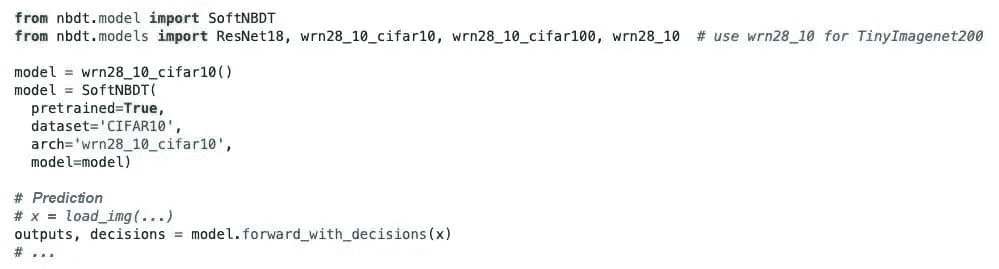 from nbdt.model import SoftNBDT
from nbdt.models import ResNet18, wrn28_10_cifar10, wrn28_10_cifar100, wrn28_10  # use wrn28_10 for TinyImagenet200

model = wrn28_10_cifar10()
model = SoftNBDT(
  pretrained=True,
  dataset='CIFAR10',
  arch='wrn28_10_cifar10',
  model=model)

# Prediction
# x = load_img(...)
outputs, decisions = model.forward_with_decisions(x)
# ...